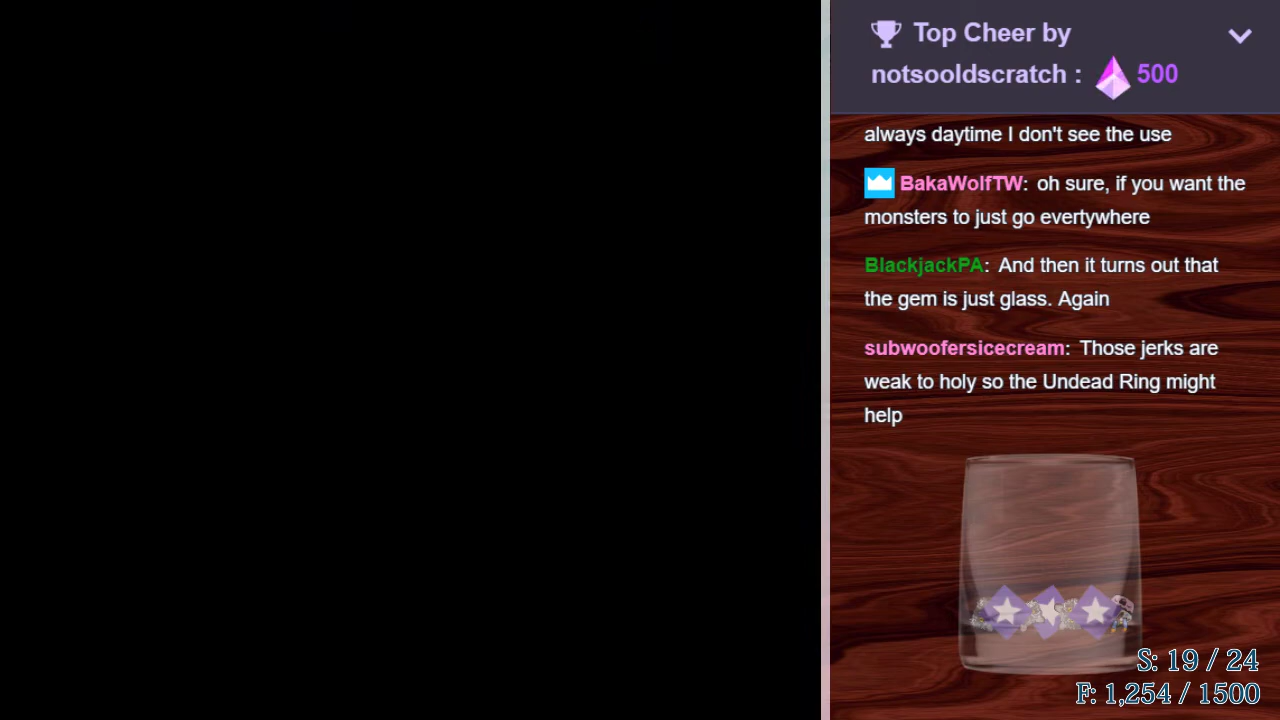 Top Cheer by
notsooldscratch : 500
always daytime I don't see the use
BakaWolfTW: oh sure, if you want the
monsters to just go evertywhere
BlackjackPA: And then it turns out that
the gem is just glass. Again
subwoofersicecream: Those jerks are
weak to holy so the Undead Ring might
help
S: 19 / 24
F: 1,254 / 1500